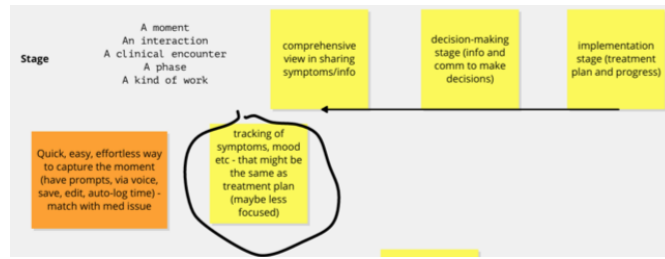 Stage
A moment
An interaction
A clinical encounter
A phase
A kind of work
comprehensive
view in sharing
symptoms/info
decision-making
stage (info and
comm to make
decisions)
implementation
stage (treatment
plan and progress)
Quick, easy, effortless way
to capture the moment
(have prompts, via voice,
save, edit, auto-log time) -
match with med issue
tracking of
symptoms, mood
etc - that might be
the same as
treatment plan
(maybe less
focused)